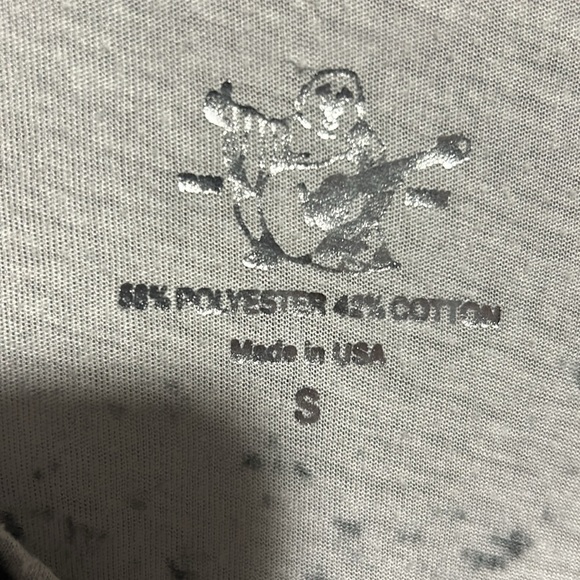 58% POLYESTER 42% COTTON
Made in USA
S